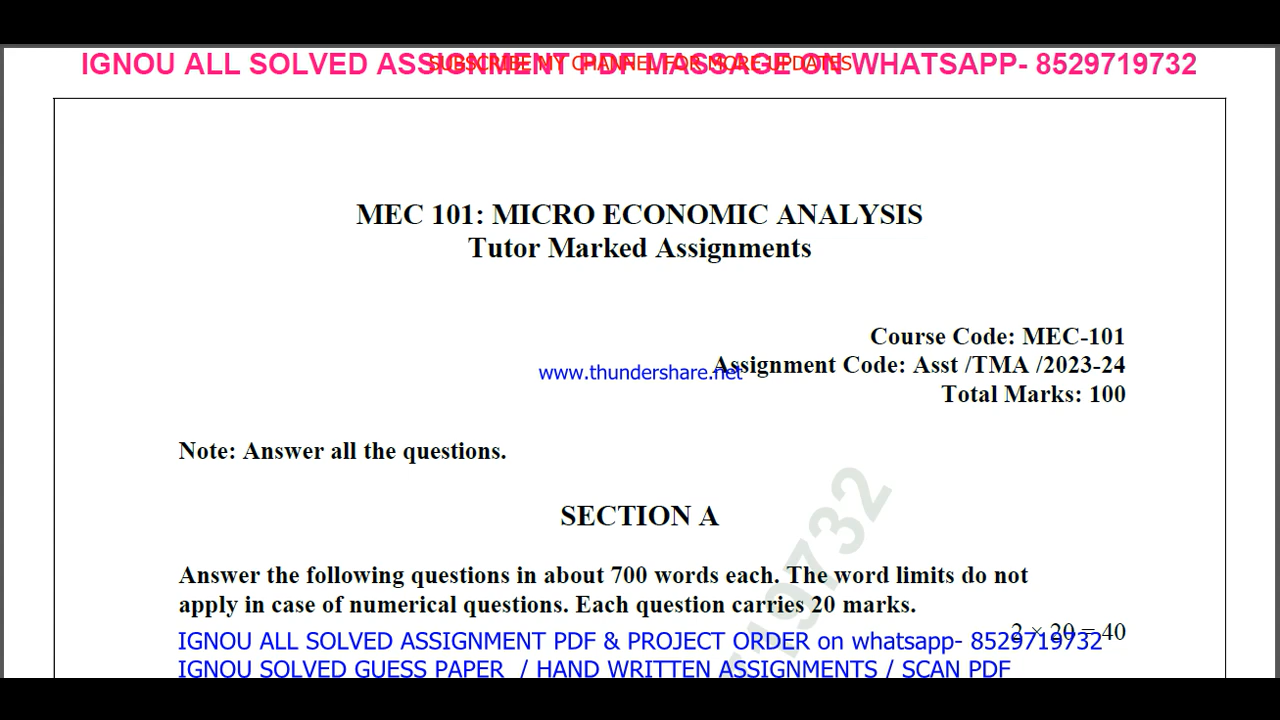 IGNOU ALL SOLVED ASSIGNMENT PDF MASSAGE ON WHATSAPP- 8529719732
SUBSCRIBE MY CHANNEL FOR MORE UPDATES
MEC 101: MICRO ECONOMIC ANALYSIS
Tutor Marked Assignments
Course Code: MEC-101
www.thundershare.net
Assignment Code: Asst /TMA /2023-24
Total Marks: 100
Note: Answer all the questions.
SECTION A
Answer the following questions in about 700 words each. The word limits do not
apply in case of numerical questions. Each question carries 20 marks.
2 × 20 = 40
IGNOU ALL SOLVED ASSIGNMENT PDF & PROJECT ORDER on whatsapp- 8529719732
IGNOU SOLVED GUESS PAPER / HAND WRITTEN ASSIGNMENTS / SCAN PDF
19732